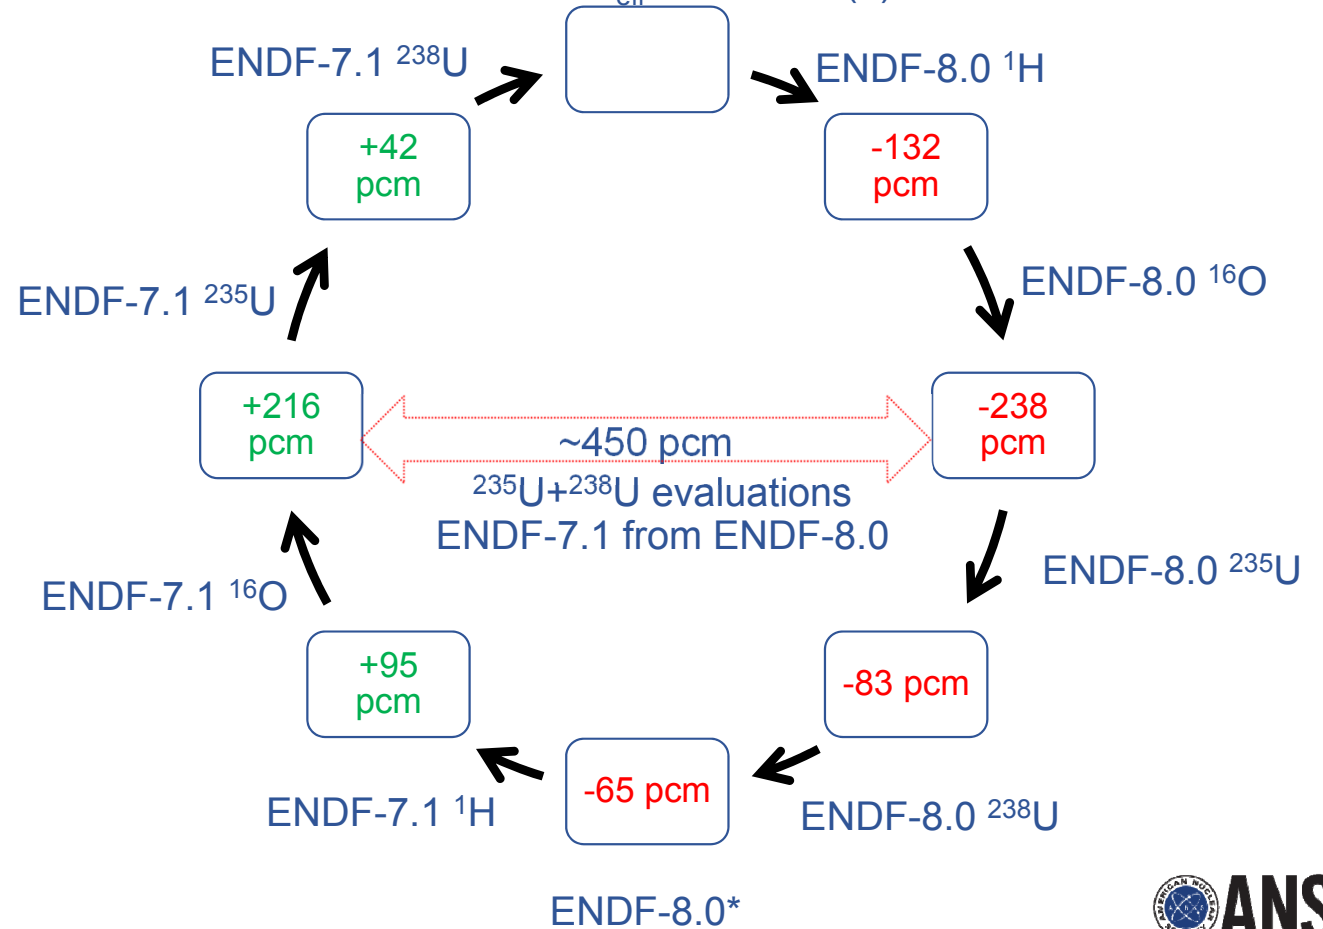 eff
ENDF-7.1 ²³⁸U
ENDF-8.0 ¹H
+42
pcm
-132
pcm
ENDF-7.1 ²³⁵U
ENDF-8.0 ¹⁶O
+216
pcm
~450 pcm
-238
pcm
²³⁵U+²³⁸U evaluations
ENDF-7.1 from ENDF-8.0
ENDF-7.1 ¹⁶O
ENDF-8.0 ²³⁵U
+95
pcm
-83 pcm
-65 pcm
ENDF-7.1 ¹H
ENDF-8.0 ²³⁸U
ENDF-8.0*
AMERICAN NUCLEAR
ANS